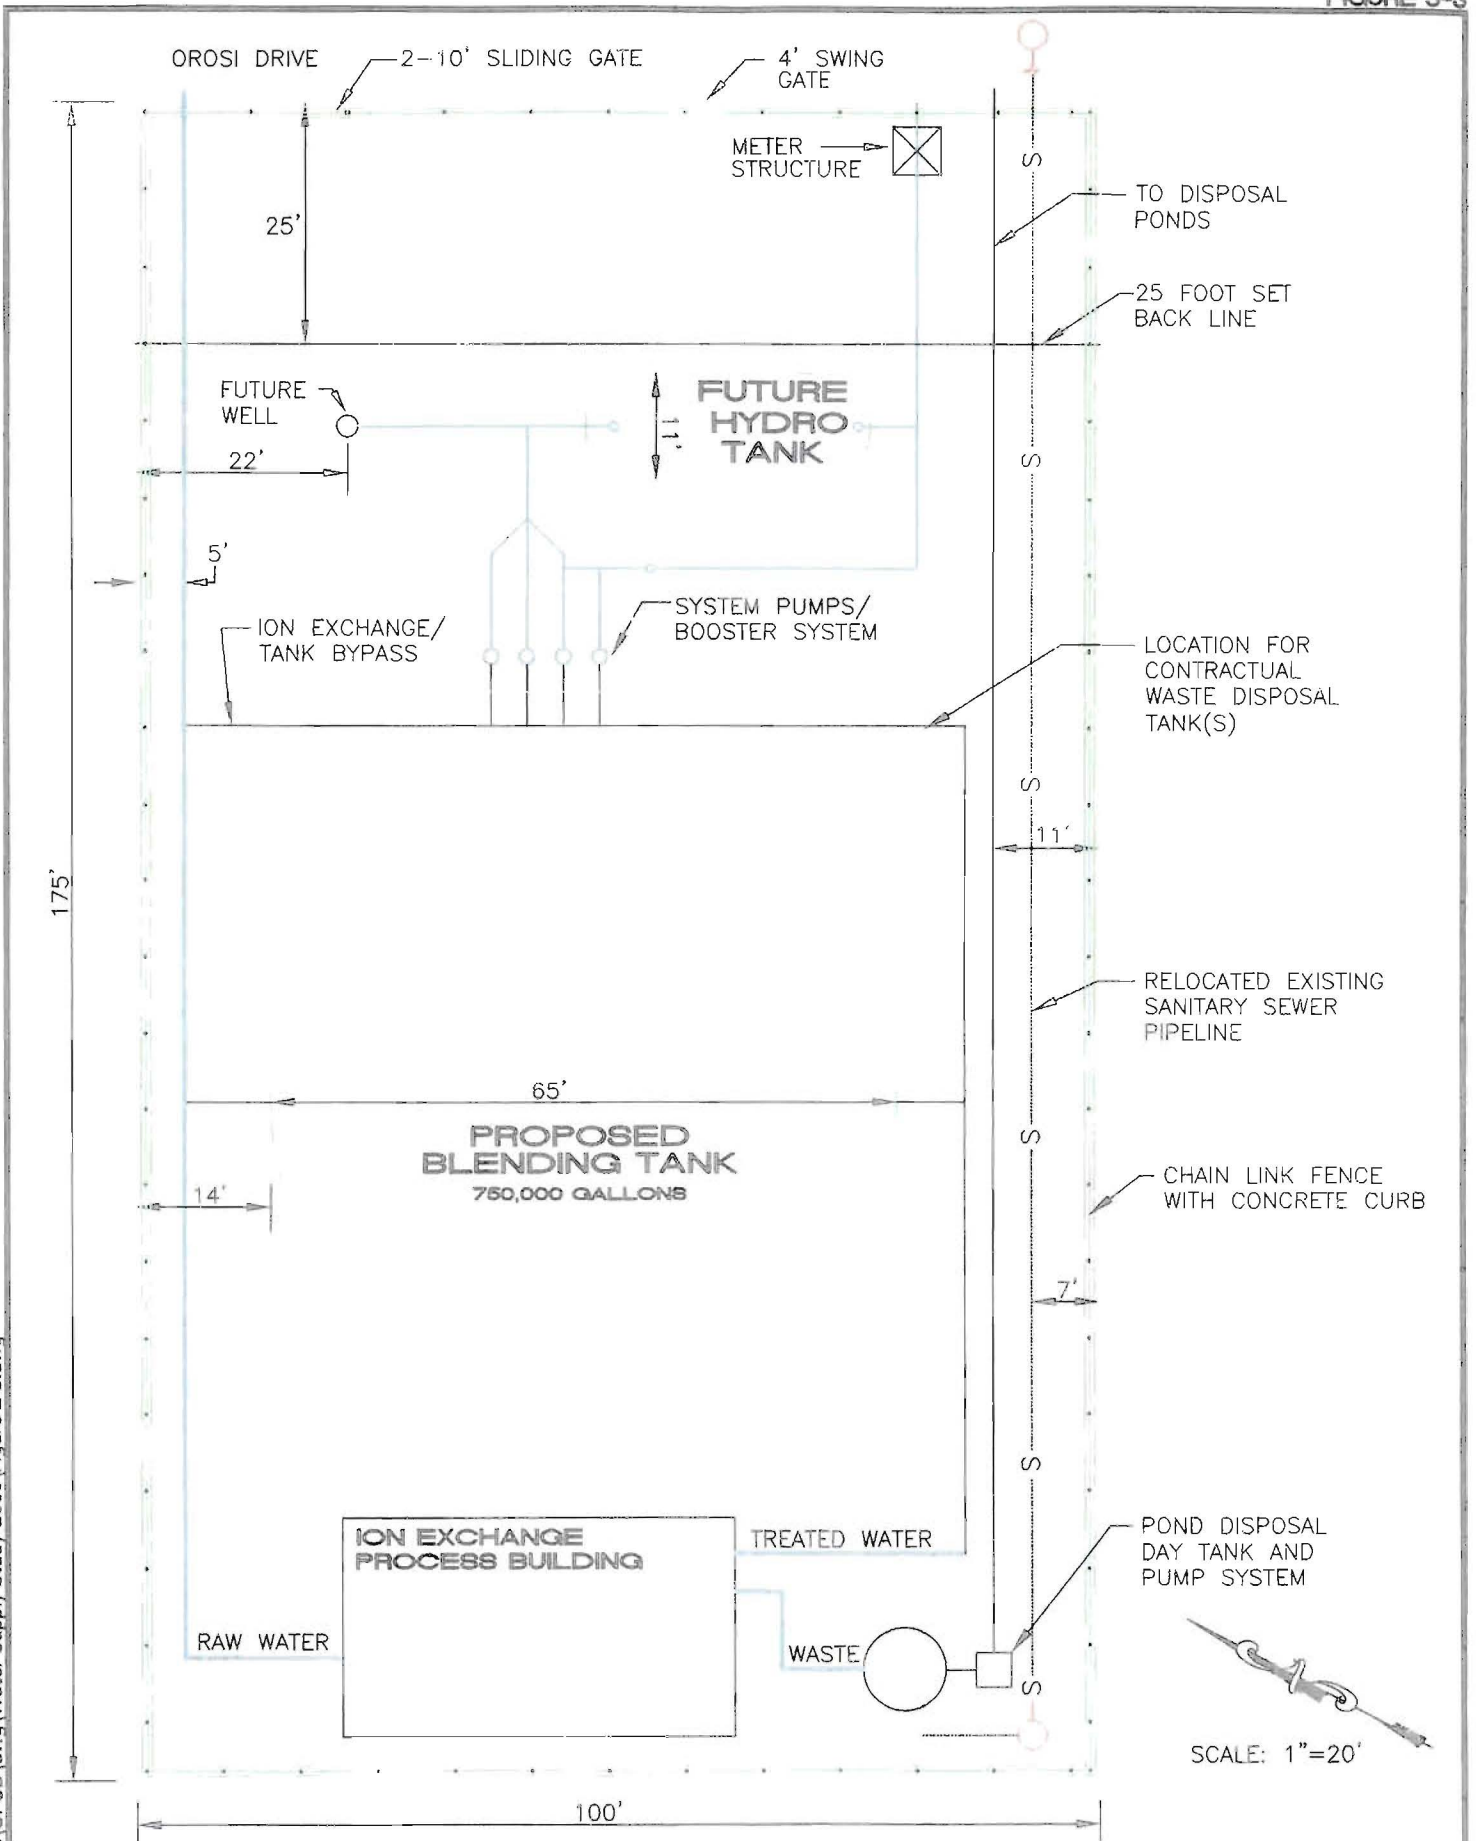 OROSI DRIVE
2-10' SLIDING GATE
4' SWING
GATE
METER
STRUCTURE
S
TO DISPOSAL
PONDS
25'
25 FOOT SET
BACK LINE
FUTURE
WELL
FUTURE
HYDRO
TANK
11'
22'
S
5'
SYSTEM PUMPS/
BOOSTER SYSTEM
ION EXCHANGE/
TANK BYPASS
LOCATION FOR
CONTRACTUAL
WASTE DISPOSAL
TANK(S)
S
11'
175'
RELOCATED EXISTING
SANITARY SEWER
PIPELINE
65'
PROPOSED
BLENDING TANK
750,000 GALLONS
S
14'
CHAIN LINK FENCE
WITH CONCRETE CURB
7'
S
ION EXCHANGE
PROCESS BUILDING
TREATED WATER
POND DISPOSAL
DAY TANK AND
PUMP SYSTEM
RAW WATER
WASTE
S
SCALE: 1"=20'
100'